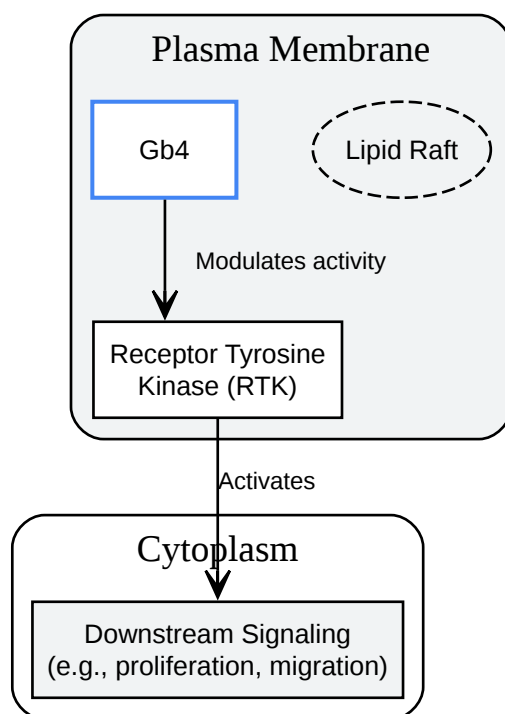 Plasma Membrane
Gb4
Lipid Raft
Modulates activity
Receptor Tyrosine
Kinase (RTK)
Activates
Cytoplasm
Downstream Signaling
(e.g., proliferation, migration)